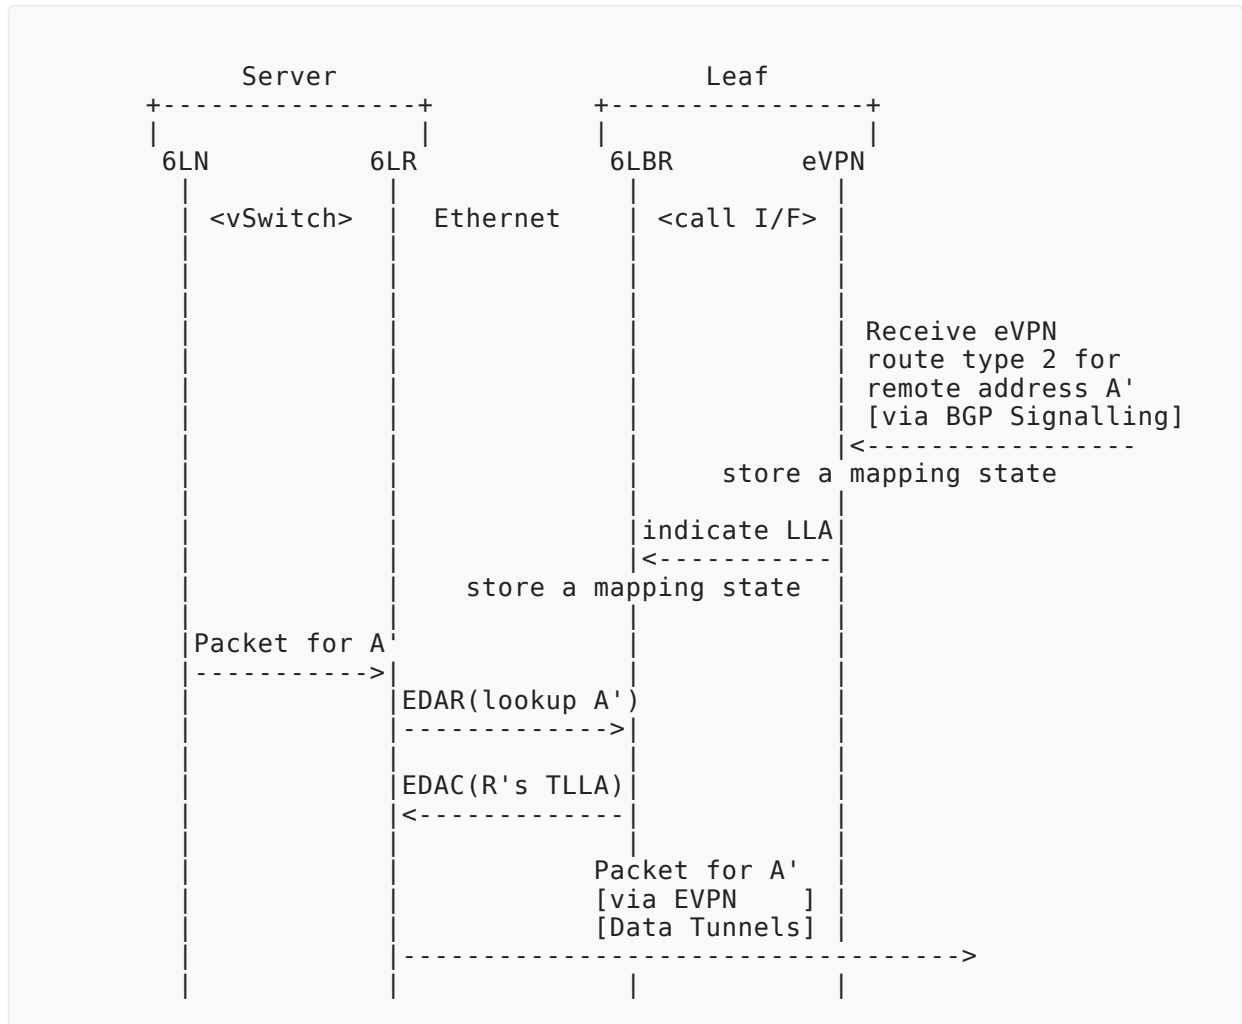 Server Leaf
6LN 6LR 6LBR eVPN
<vSwitch> Ethernet <call I/F>
Receive eVPN
route type 2 for
remote address A'
[via BGP Signalling]
store a mapping state
indicate LLA
store a mapping state
Packet for A'
EDAR(lookup A')
EDAC(R's TLLA)
Packet for A'
[via EVPN    ]
[Data Tunnels]